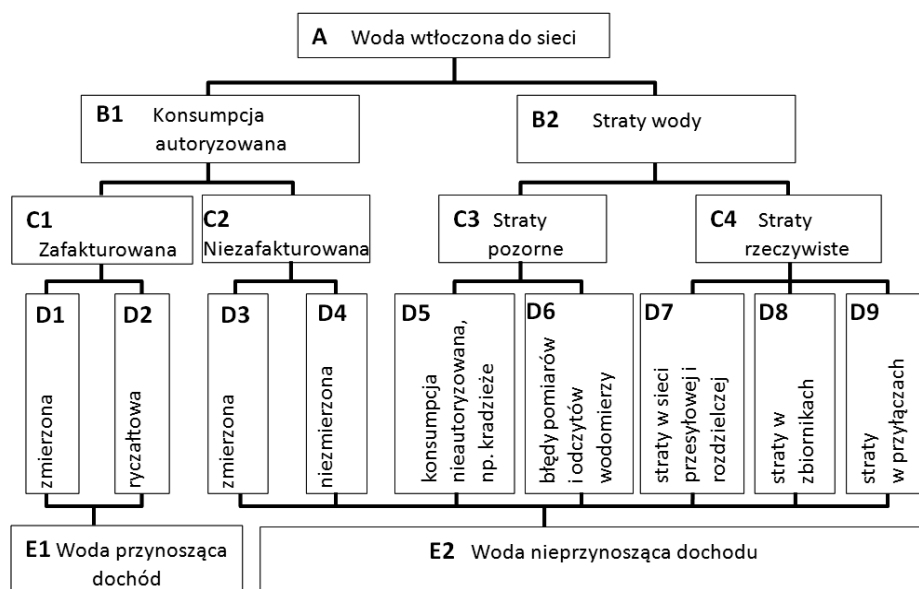 A Woda wtłoczona do sieci
B1 Konsumpcja
autoryzowana
B2 Straty wody
C1
Zafakturowana
C2
Niezafakturowana
C3 Straty
pozorne
C4 Straty
rzeczywiste
D1
zmierzona
D2
ryczałtowa
D3
zmierzona
D4
niezmierzona
D5
konsumpcja
nieautoryzowana,
np. kradzieże
D6
błędy pomiarów
i odczytów
wodomierzy
D7
straty w sieci
przesyłowej i
rozdzielczej
D8
straty w
zbiornikach
D9
straty
w przyłączach
E1 Woda przynosząca
dochód
E2 Woda nieprzynosząca dochodu